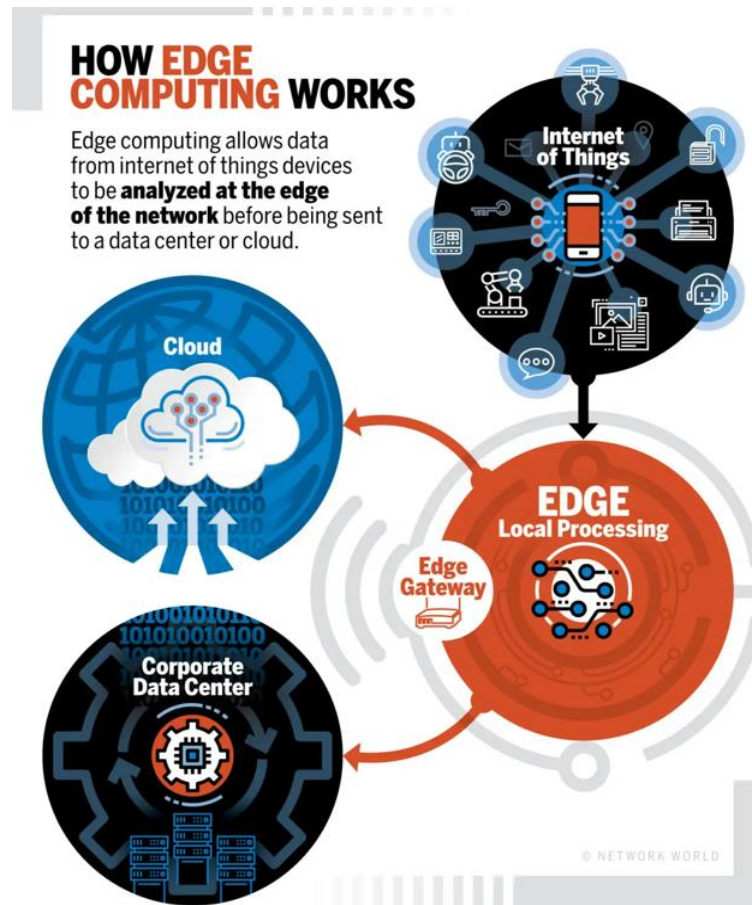 HOW EDGE
COMPUTING WORKS
Edge computing allows data
from internet of things devices
to be analyzed at the edge
of the network before being sent
to a data center or cloud.
Internet
of Things
Cloud
101010010100
EDGE
Local Processing
Edge
Gateway
101010010100
Corporate
Data Center
© NETWORK WORLD